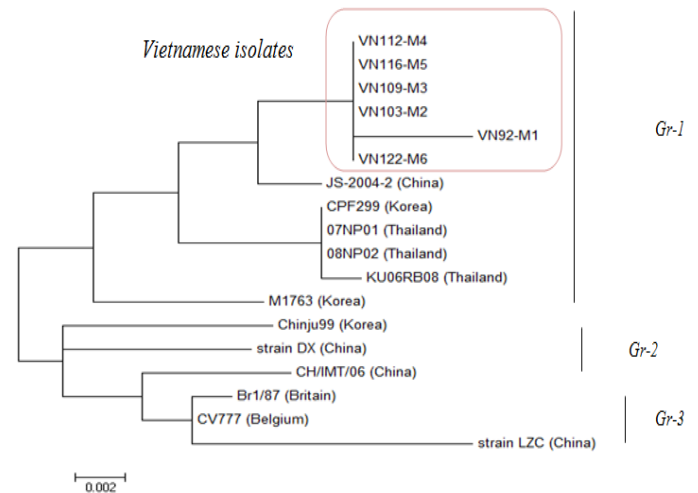 Vietnamese isolates
VN112-M4
VN116-M5
VN109-M3
VN103-M2
VN92-M1
VN122-M6
JS-2004-2 (China)
CPF299 (Korea)
07NP01 (Thailand)
08NP02 (Thailand)
KU06RB08 (Thailand)
M1763 (Korea)
Gr-1
Chinju99 (Korea)
strain DX (China)
CH/IMT/06 (China)
Gr-2
Br1/87 (Britain)
CV777 (Belgium)
strain LZC (China)
Gr-3
0.002